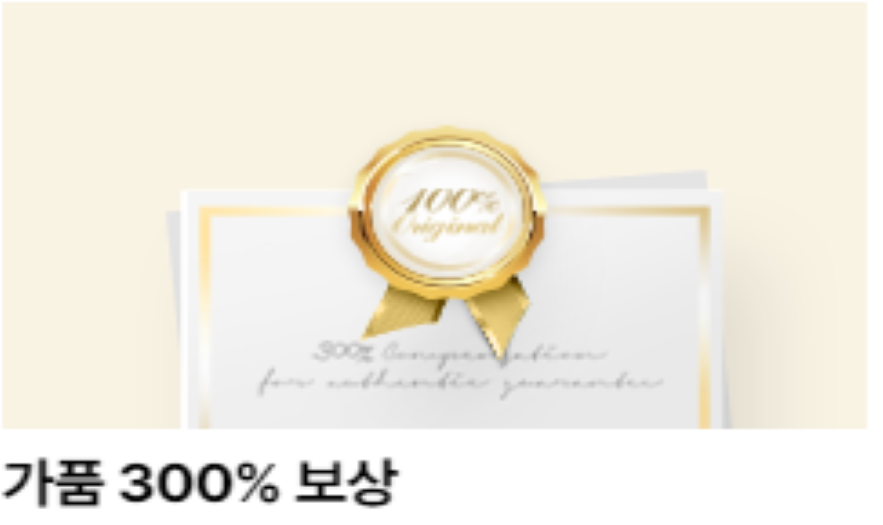 100%
Original
300% Compensation
for authentic guarantee
가품 300% 보상